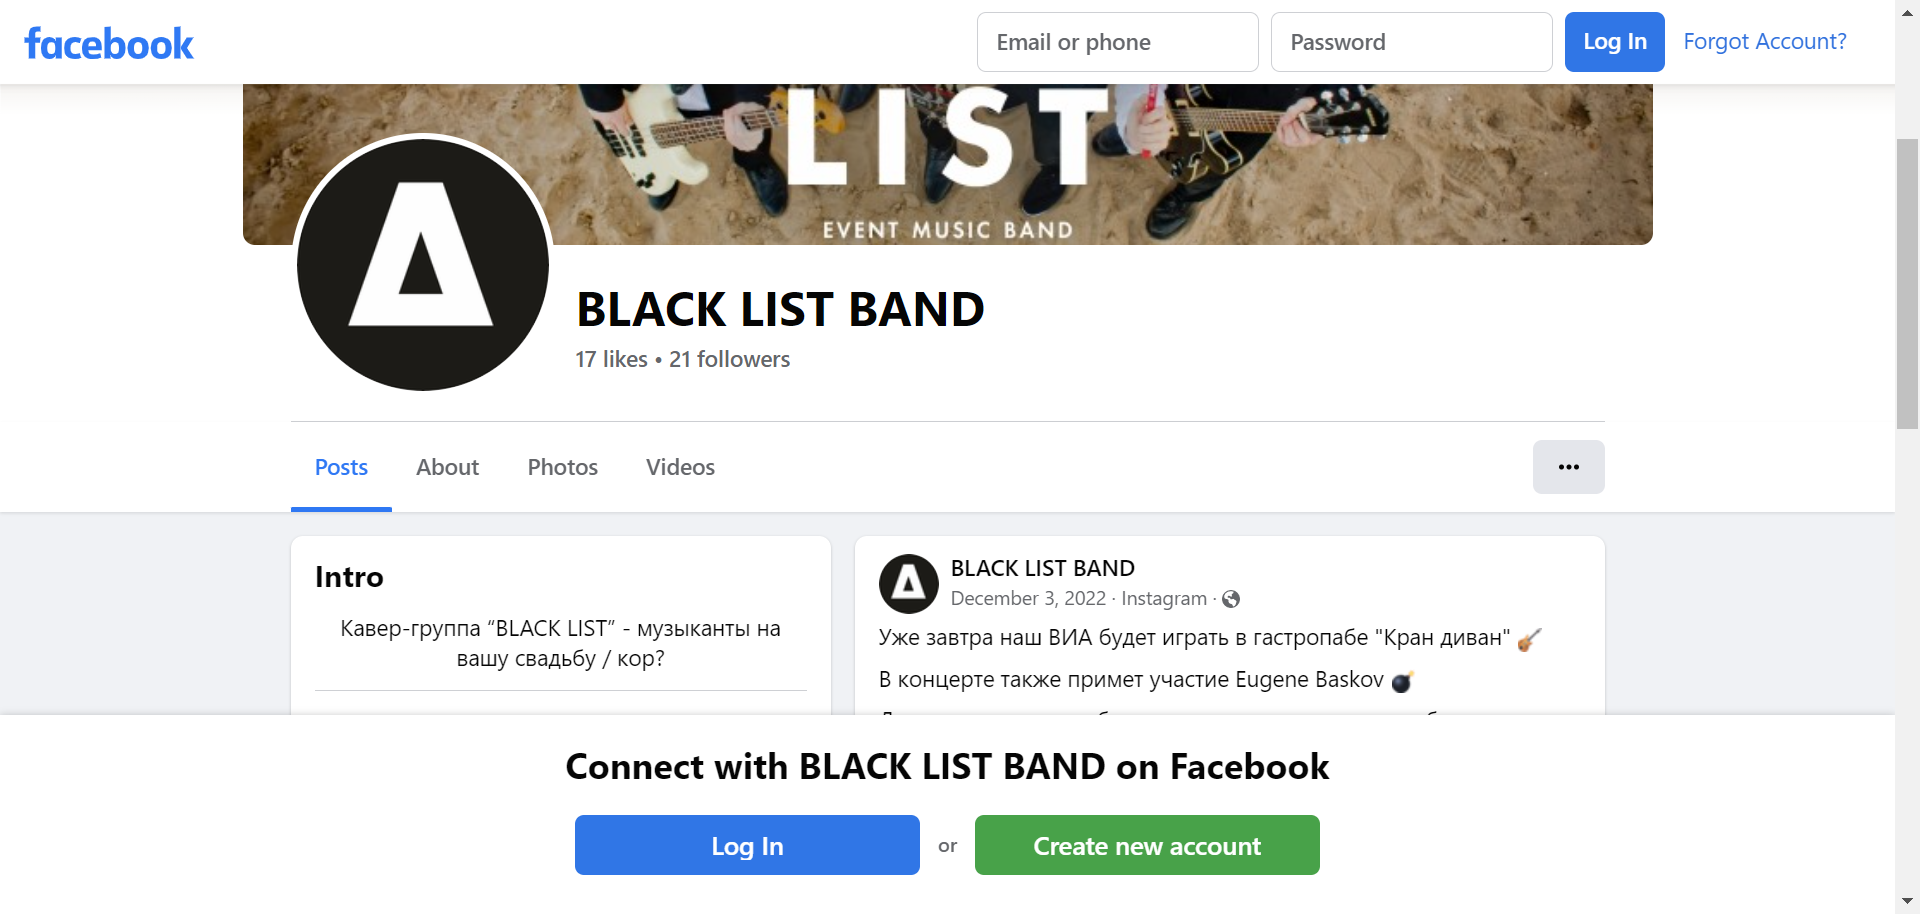 facebook
Email or phone
Password
Log In
Forgot Account?
LIST
EVENT MUSIC BAND
BLACK LIST BAND
17 likes • 21 followers
Posts
About
Photos
Videos
Intro
Кавер-группа “BLACK LIST” - музыканты на
вашу свадьбу / кор?
BLACK LIST BAND
December 3, 2022 · Instagram ·
Уже завтра наш ВИА будет играть в гастропабе "Кран диван" 🎻
В концерте также примет участие Eugene Baskov 💣
Connect with BLACK LIST BAND on Facebook
Log In
or
Create new account